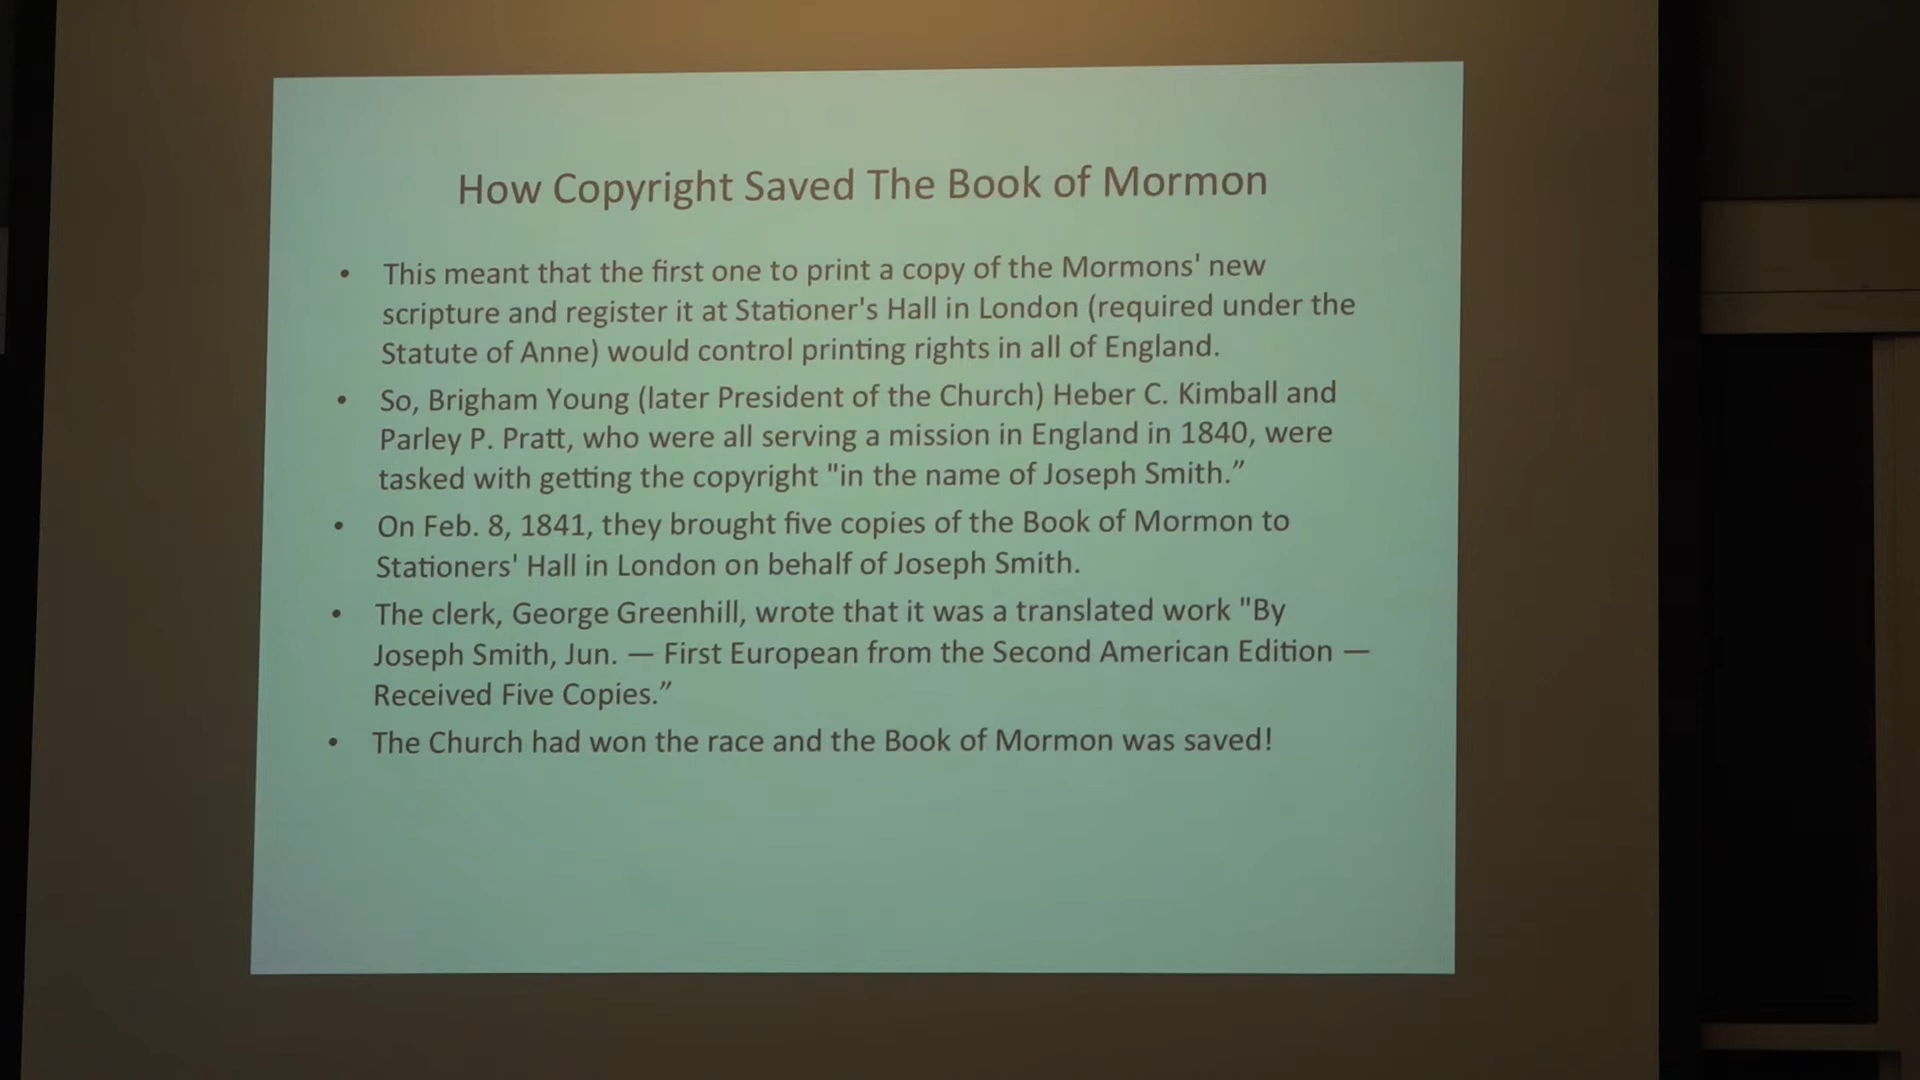 How Copyright Saved The Book of Mormon
• This meant that the first one to print a copy of the Mormons' new
scripture and register it at Stationer's Hall in London (required under the
Statute of Anne) would control printing rights in all of England.
• So, Brigham Young (later President of the Church) Heber C. Kimball and
Parley P. Pratt, who were all serving a mission in England in 1840, were
tasked with getting the copyright "in the name of Joseph Smith.”
• On Feb. 8, 1841, they brought five copies of the Book of Mormon to
Stationers' Hall in London on behalf of Joseph Smith.
• The clerk, George Greenhill, wrote that it was a translated work "By
Joseph Smith, Jun. — First European from the Second American Edition —
Received Five Copies.”
• The Church had won the race and the Book of Mormon was saved!